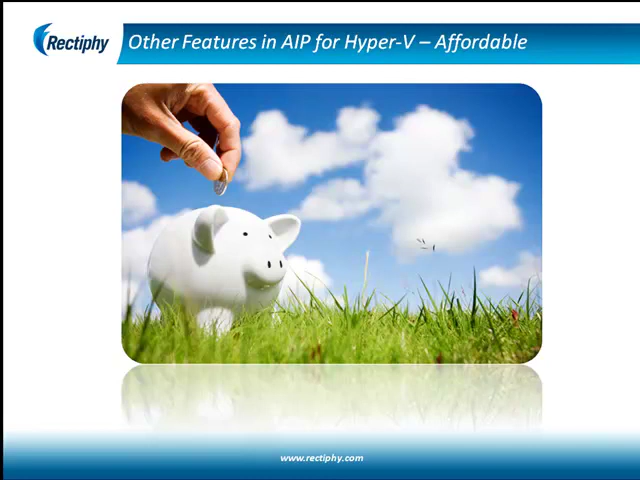 Rectiphy
Other Features in AIP for Hyper-V – Affordable
www.rectiphy.com